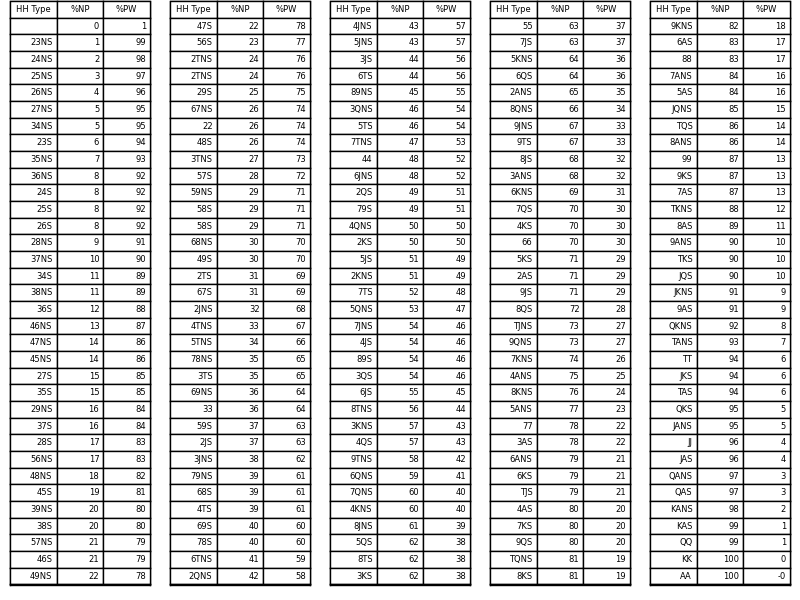 HH Type %NP %PW HH Type %NP %PW HH Type %NP %PW HH Type %NP %PW HH Type %NP %PW
0 1 47S 22 78 4JNS 43 57 55 63 37 9KNS 82 18
23NS 1 99 56S 23 77 5JNS 43 57 7JS 63 37 6AS 83 17
24NS 2 98 2TNS 24 76 3JS 44 56 5KNS 64 36 88 83 17
25NS 3 97 2TNS 24 76 6TS 44 56 6QS 64 36 7ANS 84 16
26NS 4 96 29S 25 75 89NS 45 55 2ANS 65 35 5AS 84 16
27NS 5 95 67NS 26 74 3QNS 46 54 8QNS 66 34 JQNS 85 15
34NS 5 95 22 26 74 5TS 46 54 9JNS 67 33 TQS 86 14
23S 6 94 48S 26 74 7TNS 47 53 9TS 67 33 8ANS 86 14
35NS 7 93 3TNS 27 73 44 48 52 8JS 68 32 99 87 13
36NS 8 92 57S 28 72 6JNS 48 52 3ANS 68 32 9KS 87 13
24S 8 92 59NS 29 71 2QS 49 51 6KNS 69 31 7AS 87 13
25S 8 92 58S 29 71 79S 49 51 7QS 70 30 TKNS 88 12
26S 8 92 58S 29 71 4QNS 50 50 4KS 70 30 8AS 89 11
28NS 9 91 68NS 30 70 2KS 50 50 66 70 30 9ANS 90 10
37NS 10 90 49S 30 70 5JS 51 49 5KS 71 29 TKS 90 10
34S 11 89 2TS 31 69 2KNS 51 49 2AS 71 29 JQS 90 10
38NS 11 89 67S 31 69 7TS 52 48 9JS 71 29 JKNS 91 9
36S 12 88 2JNS 32 68 5QNS 53 47 8QS 72 28 9AS 91 9
46NS 13 87 4TNS 33 67 7JNS 54 46 TJNS 73 27 QKNS 92 8
47NS 14 86 5TNS 34 66 4JS 54 46 9QNS 73 27 TANS 93 7
45NS 14 86 78NS 35 65 89S 54 46 7KNS 74 26 TT 94 6
27S 15 85 3TS 35 65 3QS 54 46 4ANS 75 25 JKS 94 6
35S 15 85 69NS 36 64 6JS 55 45 8KNS 76 24 TAS 94 6
29NS 16 84 33 36 64 8TNS 56 44 5ANS 77 23 QKS 95 5
37S 16 84 59S 37 63 3KNS 57 43 77 78 22 JANS 95 5
28S 17 83 2JS 37 63 4QS 57 43 3AS 78 22 JJ 96 4
56NS 17 83 3JNS 38 62 9TNS 58 42 6ANS 79 21 JAS 96 4
48NS 18 82 79NS 39 61 6QNS 59 41 6KS 79 21 QANS 97 3
45S 19 81 68S 39 61 7QNS 60 40 TJS 79 21 QAS 97 3
39NS 20 80 4TS 39 61 4KNS 60 40 4AS 80 20 KANS 98 2
38S 20 80 69S 40 60 8JNS 61 39 7KS 80 20 KAS 99 1
57NS 21 79 78S 40 60 5QS 62 38 9QS 80 20 QQ 99 1
46S 21 79 6TNS 41 59 8TS 62 38 TQNS 81 19 KK 100 0
49NS 22 78 2QNS 42 58 3KS 62 38 8KS 81 19 AA 100 -0